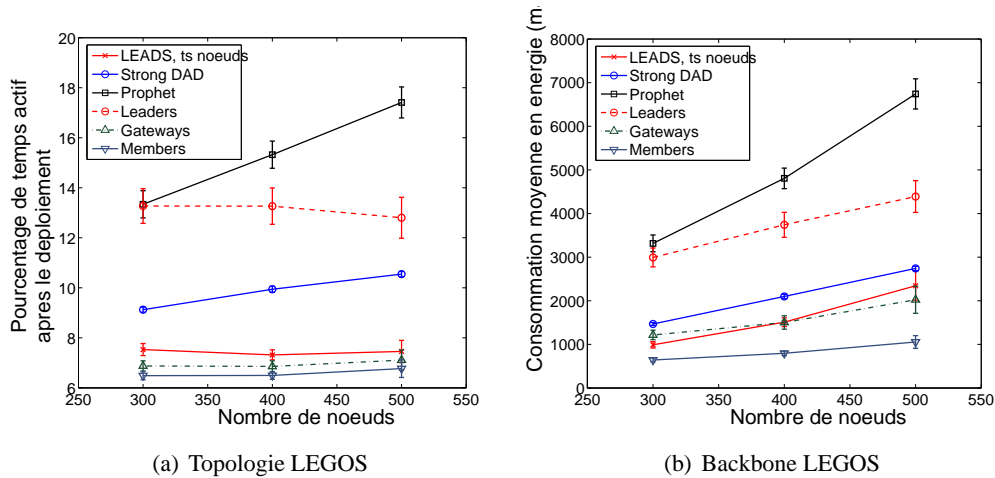 20
18
16
14
12
10
8
6
250
300
350
400
450
500
550
Pourcentage de temps actif
apres le deploiement
Nombre de noeuds
LEADS, ts noeuds
Strong DAD
Prophet
Leaders
Gateways
Members
(a) Topologie LEGOS
8000
7000
6000
5000
4000
3000
2000
1000
0
250
300
350
400
450
500
550
Consommation moyenne en energie (m
Nombre de noeuds
LEADS, ts noeuds
Strong DAD
Prophet
Leaders
Gateways
Members
(b) Backbone LEGOS